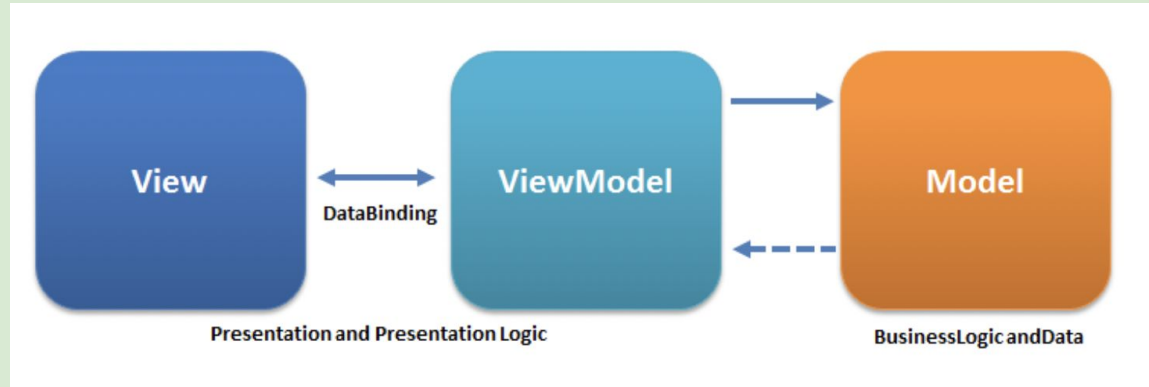 View
ViewModel
Model
DataBinding
Presentation and Presentation Logic
BusinessLogic andData